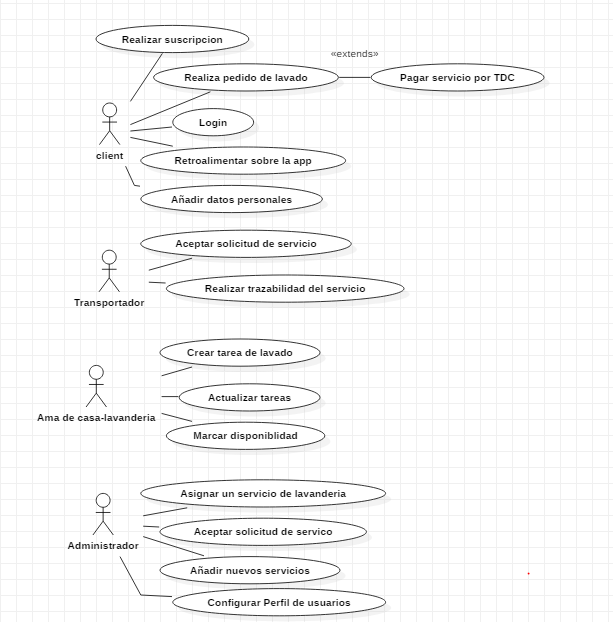 Realizar suscripcion
«extends»
Realiza pedido de lavado
Pagar servicio por TDC
Login
client
Retroalimentar sobre la app
Añadir datos personales
Aceptar solicitud de servicio
Realizar trazabilidad del servicio
Transportador
Crear tarea de lavado
Actualizar tareas
Ama de casa-lavanderia
Marcar disponiblidad
Asignar un servicio de lavanderia
Aceptar solicitud de servico
Administrador
Añadir nuevos servicios
Configurar Perfil de usuarios